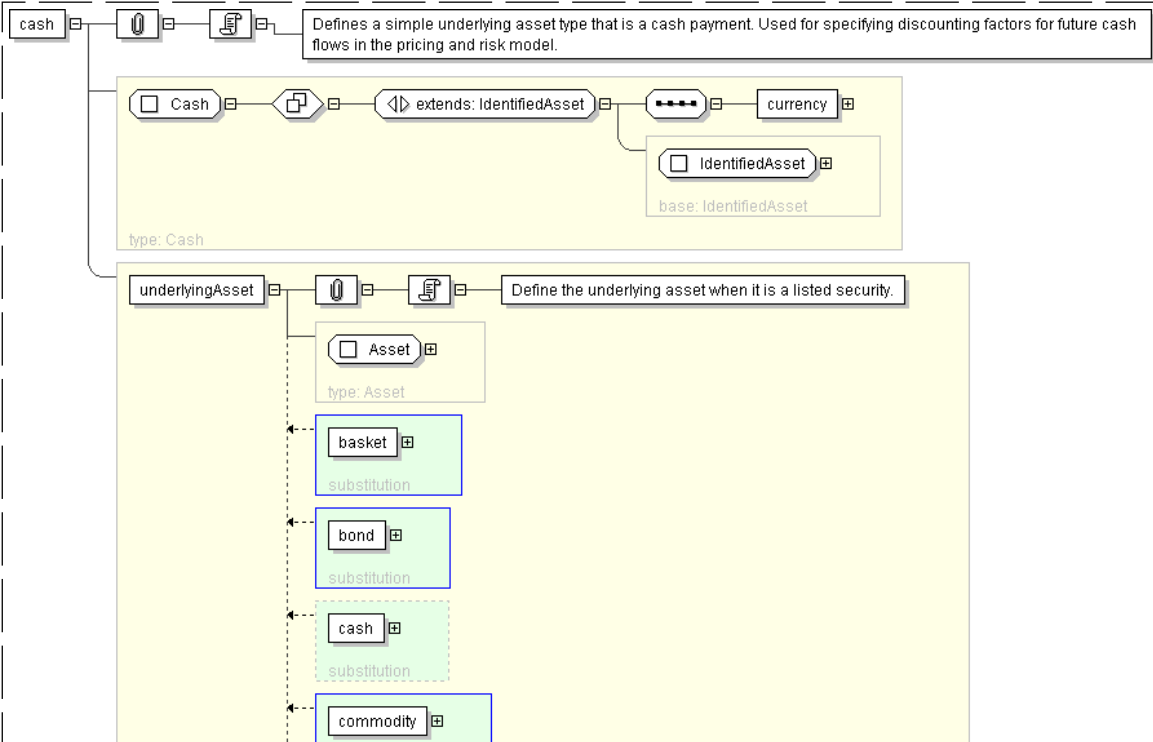 cash
Defines a simple underlying asset type that is a cash payment. Used for specifying discounting factors for future cash
flows in the pricing and risk model.
Cash
extends: IdentifiedAsset
currency
IdentifiedAsset
base: IdentifiedAsset
type: Cash
underlyingAsset
Define the underlying asset when it is a listed security.
Asset
type: Asset
basket
substitution
bond
substitution
cash
substitution
commodity